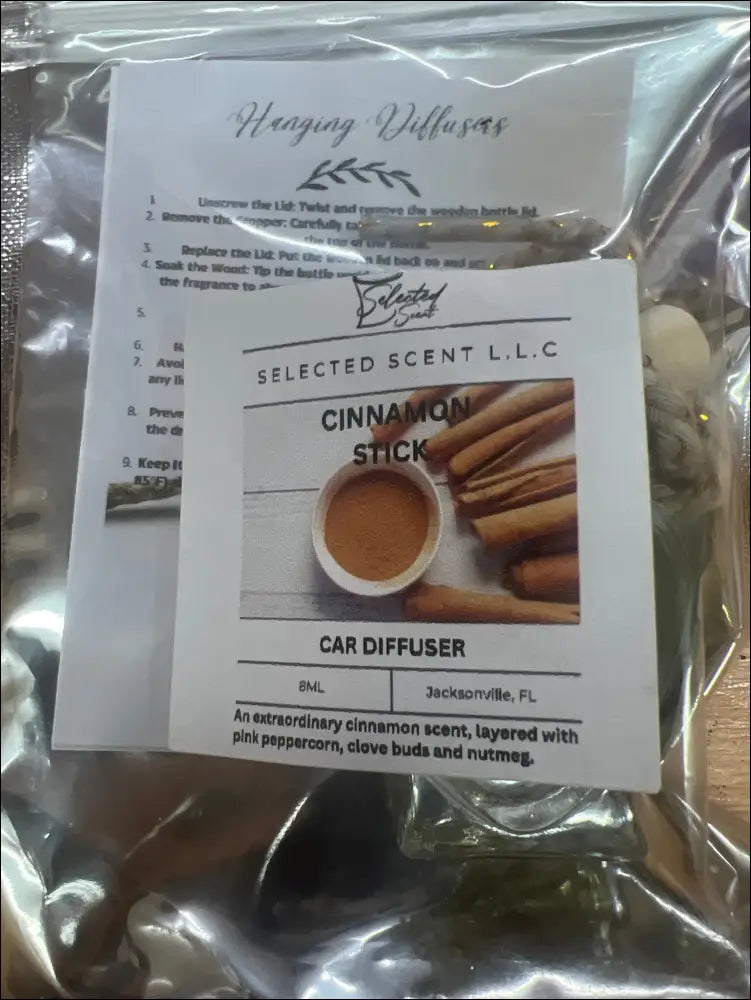 Hanging Diffusers
1. Unscrew the Lid: Twist and remove the wooden bottle lid.
2. Remove the Stopper: Carefully ta
the top of the bottle.
3. Replace the Lid: Put the wooden lid back on and
4. Soak the Wood: Tip the bottle
the fragrance to
5.
6.
7. Avoi
any li
8. Preve
the d
9. Keep it
85°F)
Selected
Scent
SELECTED SCENT L.L.C
CINNAMON
STICK
CAR DIFFUSER
8ML
Jacksonville, FL
An extraordinary cinnamon scent, layered with
pink peppercorn, clove buds and nutmeg.